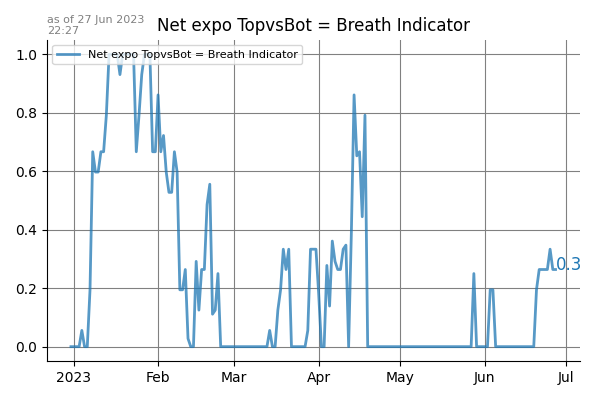 as of 27 Jun 2023
22:27
Net expo TopvsBot = Breath Indicator
Net expo TopvsBot = Breath Indicator
1.0
0.8
0.6
0.4
0.2
0.0
0.3
2023 Feb Mar Apr May Jun Jul